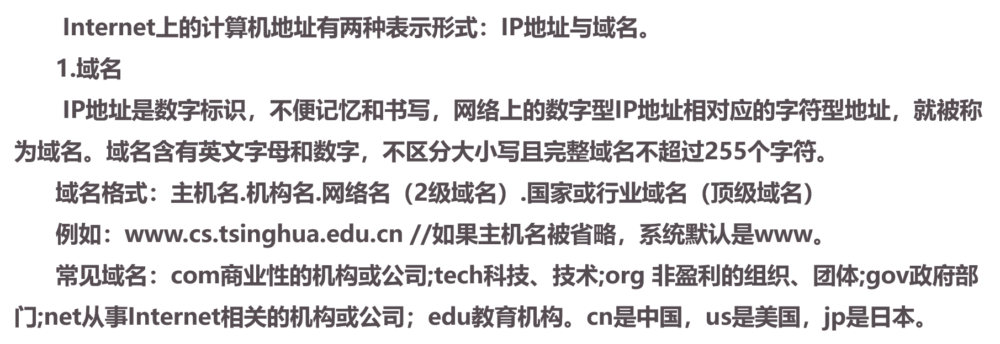 Internet上的计算机地址有两种表示形式：IP地址与域名。
1.域名
IP地址是数字标识，不便记忆和书写，网络上的数字型IP地址相对应的字符型地址，就被称
为域名。域名含有英文字母和数字，不区分大小写且完整域名不超过255个字符。
域名格式：主机名.机构名.网络名（2级域名）.国家或行业域名（顶级域名）
例如：www.cs.tsinghua.edu.cn //如果主机名被省略，系统默认是www。
常见域名：com商业性的机构或公司;tech科技、技术;org 非盈利的组织、团体;gov政府部
门;net从事Internet相关的机构或公司；edu教育机构。cn是中国，us是美国，jp是日本。